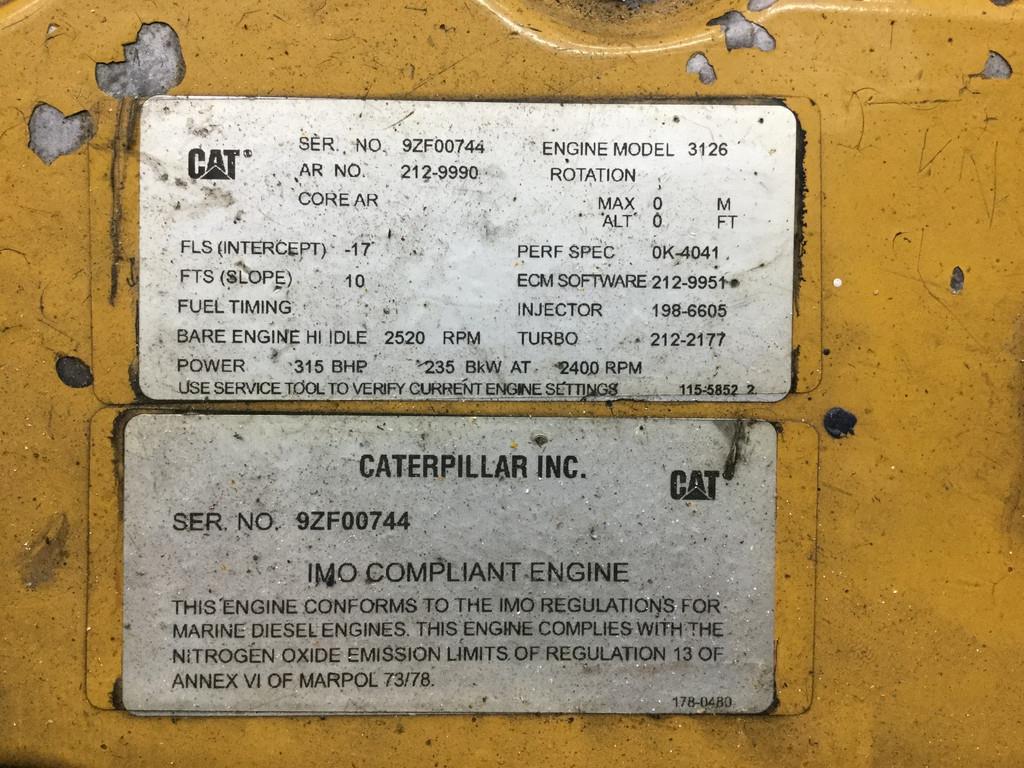 CAT®
SER. NO. 9ZF00744 ENGINE MODEL 3126
AR NO. 212-9990 ROTATION
CORE AR MAX 0 M
ALT 0 FT
FLS (INTERCEPT) -17 PERF SPEC 0K-4041
FTS (SLOPE) 10 ECM SOFTWARE 212-9951
FUEL TIMING INJECTOR 198-6605
BARE ENGINE HI IDLE 2520 RPM TURBO 212-2177
POWER 315 BHP 235 BkW AT 2400 RPM
USE SERVICE TOOL TO VERIFY CURRENT ENGINE SETTINGS 115-5852 2
CATERPILLAR INC.
CAT
SER. NO. 9ZF00744
IMO COMPLIANT ENGINE
THIS ENGINE CONFORMS TO THE IMO REGULATIONS FOR
MARINE DIESEL ENGINES. THIS ENGINE COMPLIES WITH THE
NITROGEN OXIDE EMISSION LIMITS OF REGULATION 13 OF
ANNEX VI OF MARPOL 73/78.
178-0480